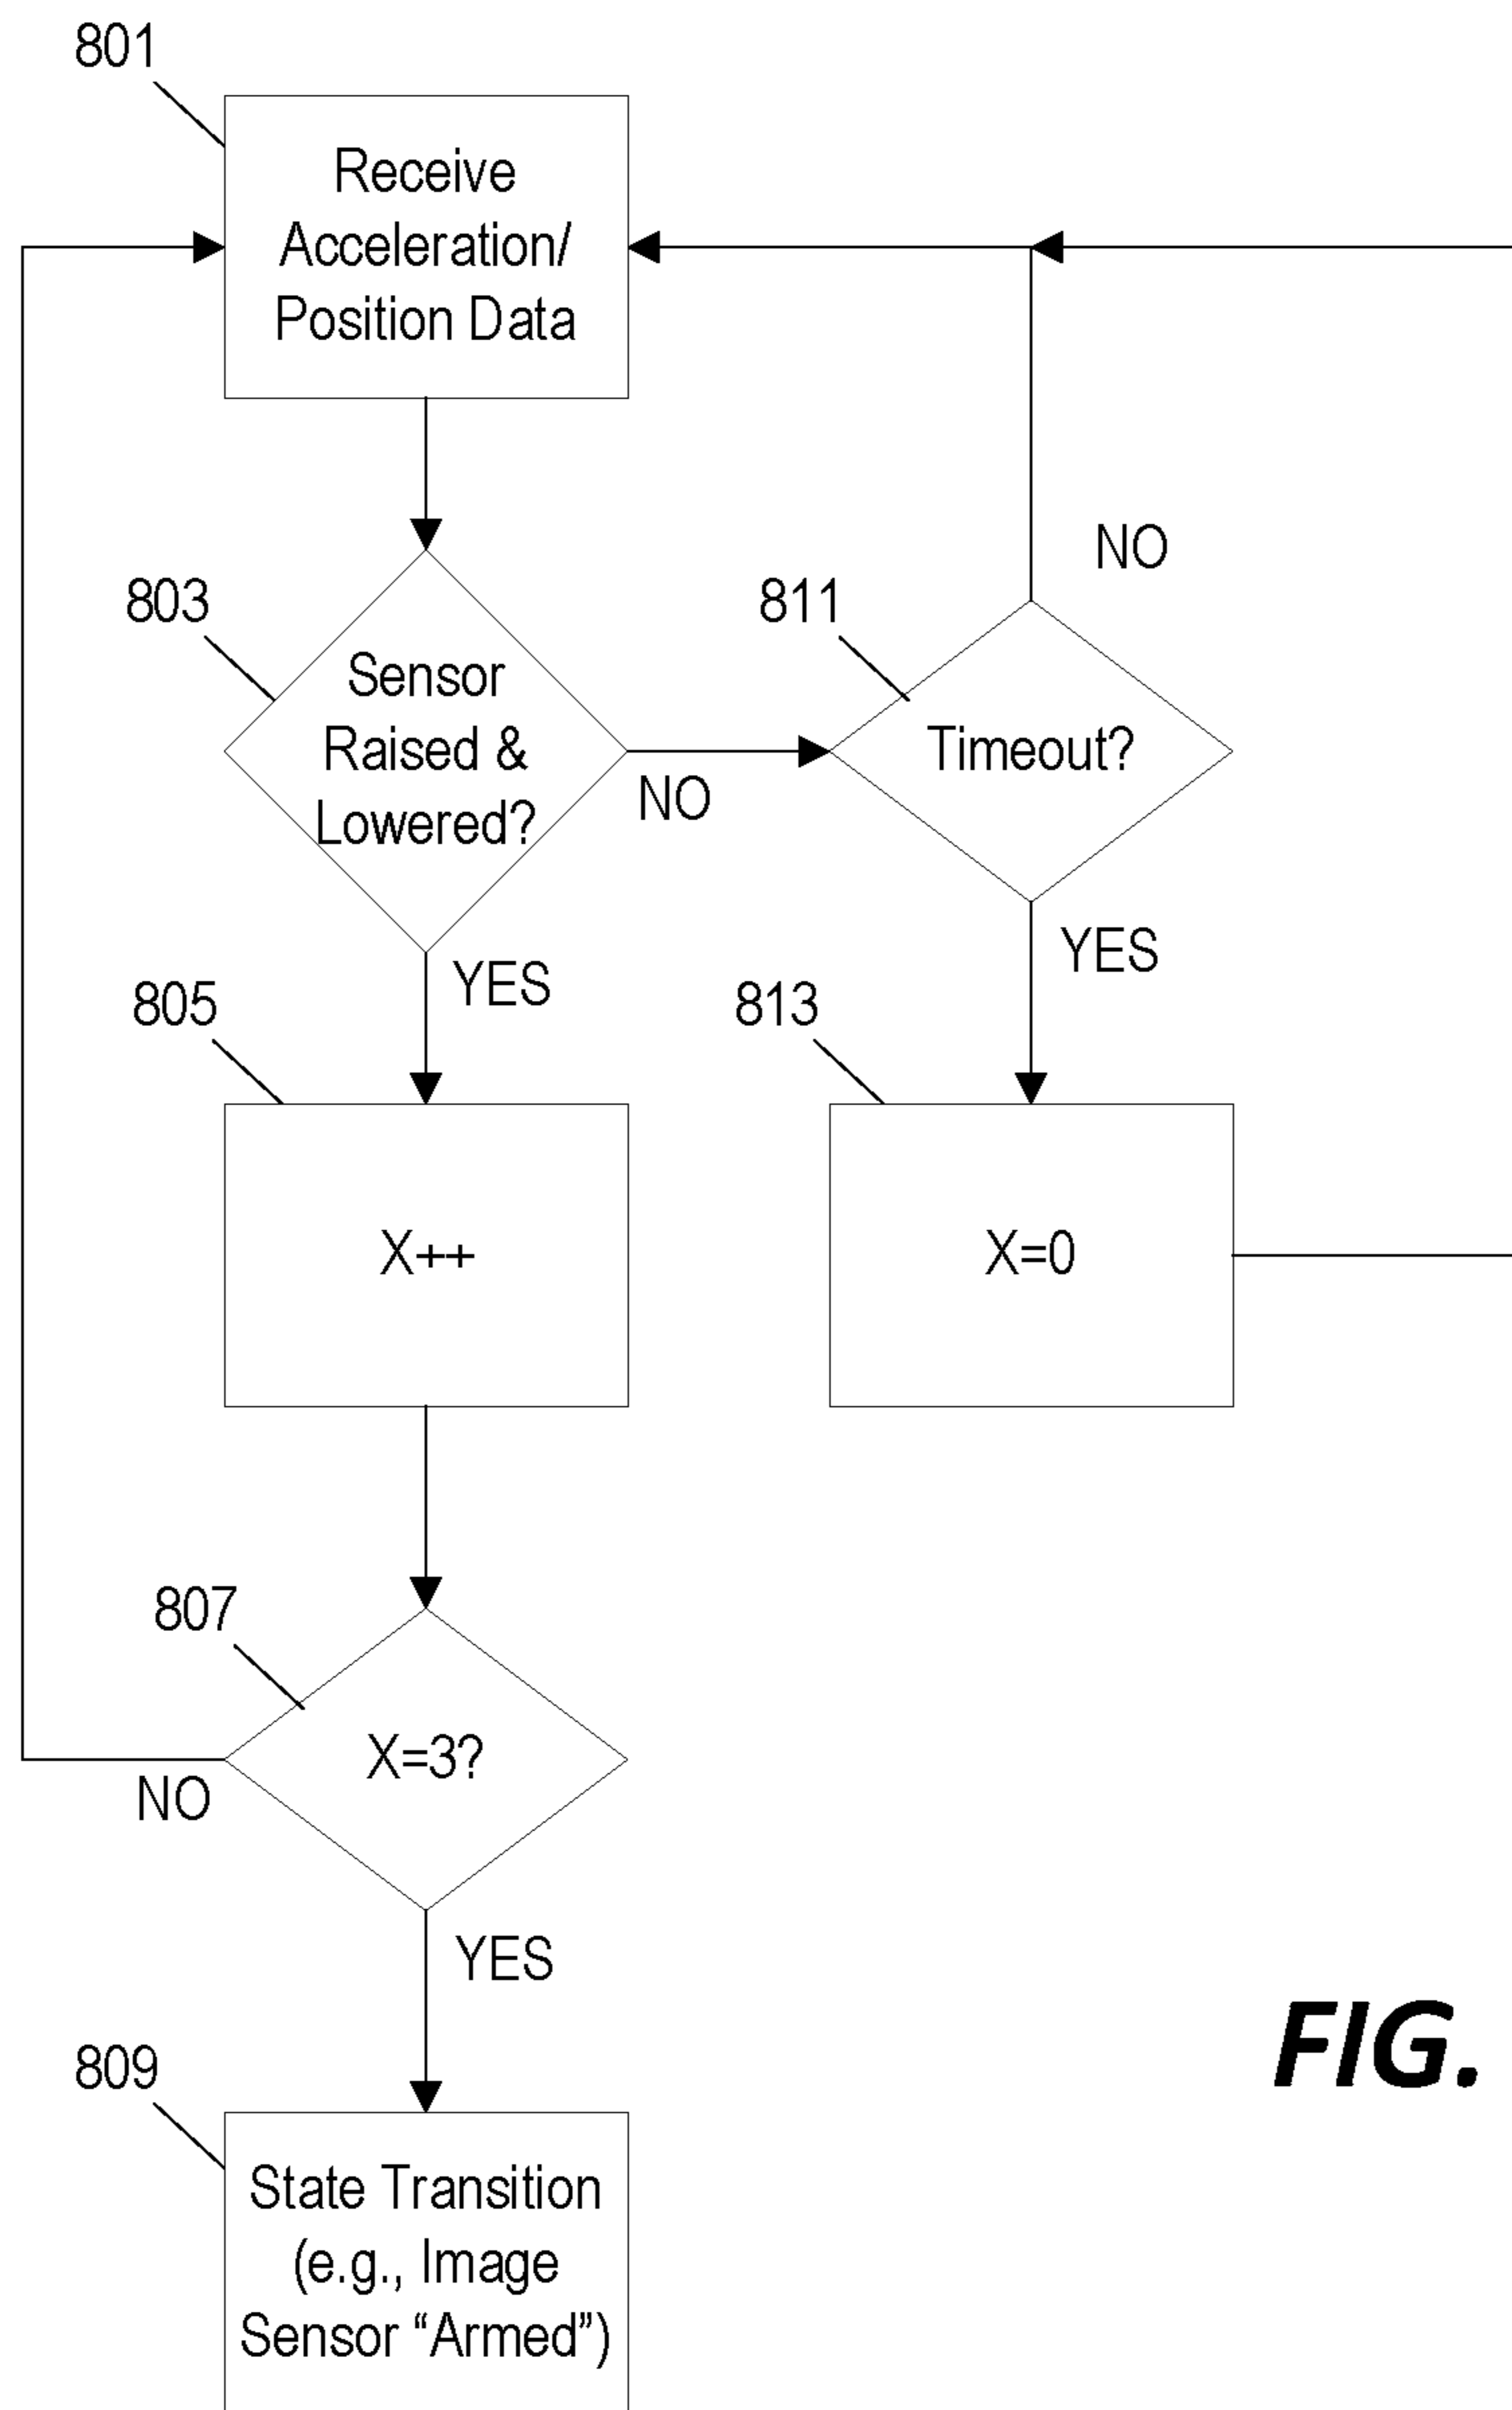 801
Receive
Acceleration/
Position Data
803
Sensor
Raised &
Lowered?
NO
YES
811
Timeout?
NO
YES
805
X++
813
X=0
807
X=3?
NO
YES
809
State Transition
(e.g., Image
Sensor “Armed”)
FIG.